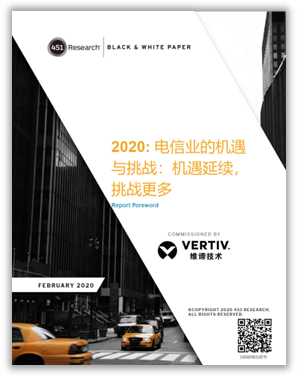 451 Research® | BLACK & WHITE PAPER
2020: 电信业的机遇
与挑战：机遇延续，
挑战更多
Report Foreword
COMMISSIONED BY
VERTIV™
维谛技术
FEBRUARY 2020
©COPYRIGHT 2020 451 RESEARCH.
ALL RIGHTS RESERVED.